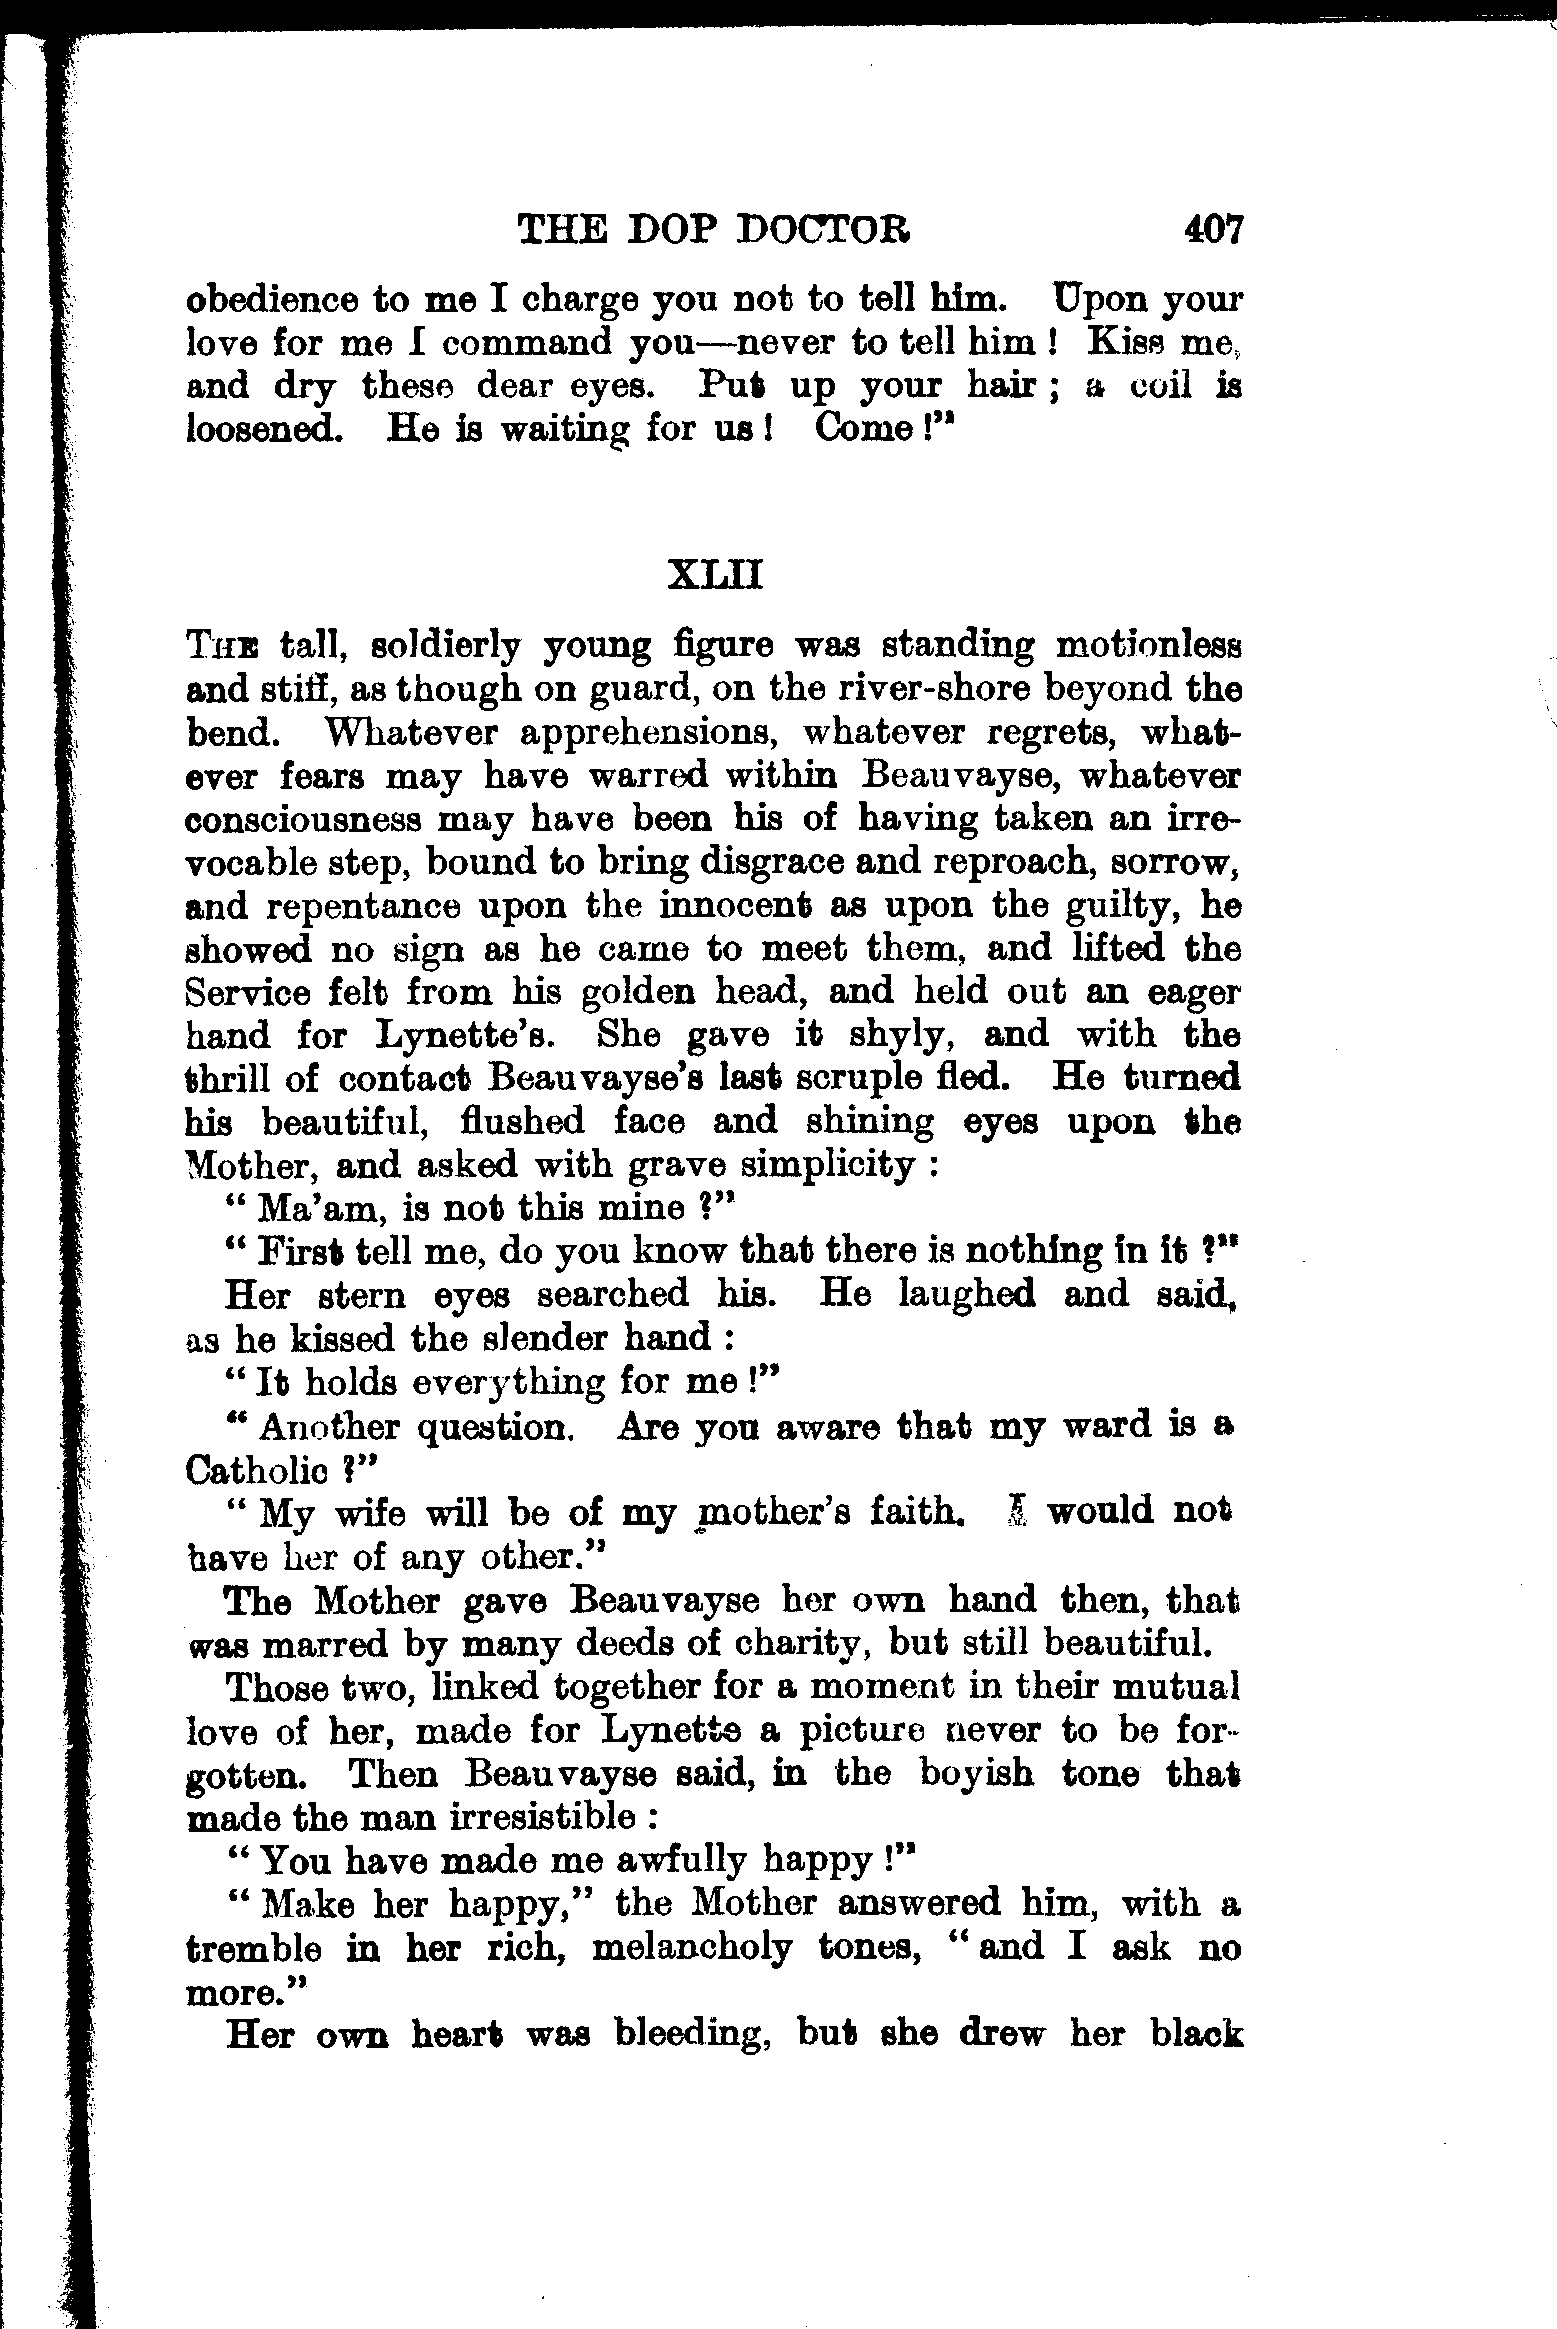 THE DOP DOCTOR 407
obedience to me I charge you not to tell him. Upon your
love for me I command you—never to tell him ! Kiss me,
and dry these dear eyes. Put up your hair ; a coil is
loosened. He is waiting for us ! Come !”
XLII
THE tall, soldierly young figure was standing motionless
and stiff, as though on guard, on the river-shore beyond the
bend. Whatever apprehensions, whatever regrets, what-
ever fears may have warred within Beauvayse, whatever
consciousness may have been his of having taken an irre-
vocable step, bound to bring disgrace and reproach, sorrow,
and repentance upon the innocent as upon the guilty, he
showed no sign as he came to meet them, and lifted the
Service felt from his golden head, and held out an eager
hand for Lynette’s. She gave it shyly, and with the
thrill of contact Beauvayse’s last scruple fled. He turned
his beautiful, flushed face and shining eyes upon the
Mother, and asked with grave simplicity :
“ Ma’am, is not this mine ?”
“ First tell me, do you know that there is nothing in it ?”
Her stern eyes searched his. He laughed and said,
as he kissed the slender hand :
“ It holds everything for me !”
“ Another question. Are you aware that my ward is a
Catholic ?”
“ My wife will be of my mother’s faith. I would not
have her of any other.”
The Mother gave Beauvayse her own hand then, that
was marred by many deeds of charity, but still beautiful.
Those two, linked together for a moment in their mutual
love of her, made for Lynette a picture never to be for-
gotten. Then Beauvayse said, in the boyish tone that
made the man irresistible :
“ You have made me awfully happy !”
“ Make her happy,” the Mother answered him, with a
tremble in her rich, melancholy tones, “ and I ask no
more.”
Her own heart was bleeding, but she drew her black